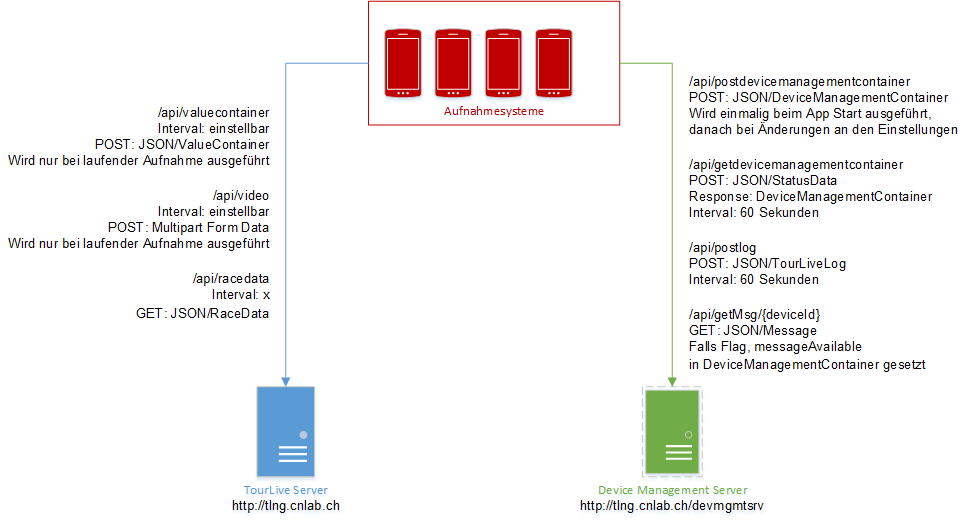 Aufnahmesysteme
/api/valuecontainer
Interval: einstellbar
POST: JSON/ValueContainer
Wird nur bei laufender Aufnahme ausgeführt
/api/video
Interval: einstellbar
POST: Multipart Form Data
Wird nur bei laufender Aufnahme ausgeführt
/api/racedata
Interval: x
GET: JSON/RaceData
/api/postdevicemanagementcontainer
POST: JSON/DeviceManagementContainer
Wird einmalig beim App Start ausgeführt,
danach bei Änderungen an den Einstellungen
/api/getdevicemanagementcontainer
POST: JSON/StatusData
Response: DeviceManagementContainer
Interval: 60 Sekunden
/api/postlog
POST: JSON/TourLiveLog
Interval: 60 Sekunden
/api/getMsg/{deviceId}
GET: JSON/Message
Falls Flag, messageAvailable
in DeviceManagementContainer gesetzt
TourLive Server
http://tlng.cnlab.ch
Device Management Server
http://tlng.cnlab.ch/devmgmtsrv